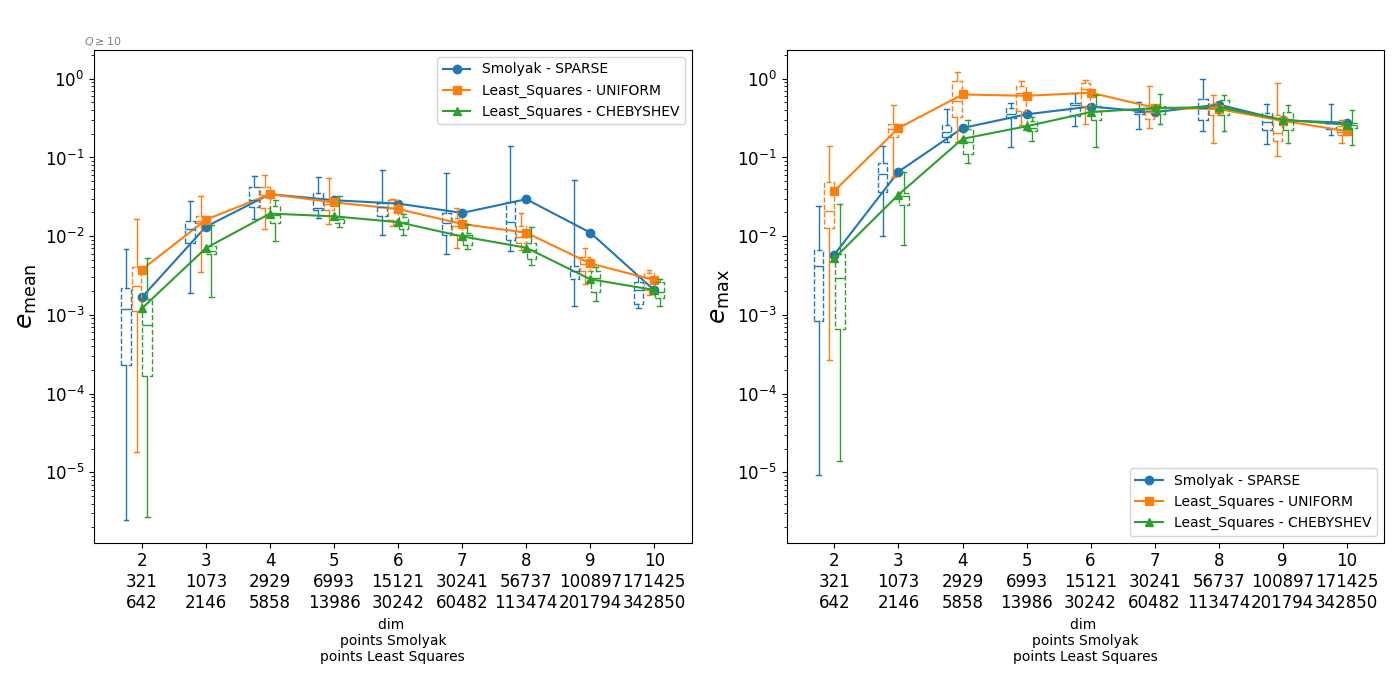 Q ≥ 10
Smolyak - SPARSE
Least_Squares - UNIFORM
Least_Squares - CHEBYSHEV
10⁰
10⁻¹
10⁻²
10⁻³
10⁻⁴
10⁻⁵
e_mean
2 3 4 5 6 7 8 9 10
321 1073 2929 6993 15121 30241 56737 100897 171425
642 2146 5858 13986 30242 60482 113474 201794 342850
dim
points Smolyak
points Least Squares
10⁰
10⁻¹
10⁻²
10⁻³
10⁻⁴
10⁻⁵
e_max
Smolyak - SPARSE
Least_Squares - UNIFORM
Least_Squares - CHEBYSHEV
2 3 4 5 6 7 8 9 10
321 1073 2929 6993 15121 30241 56737 100897 171425
642 2146 5858 13986 30242 60482 113474 201794 342850
dim
points Smolyak
points Least Squares